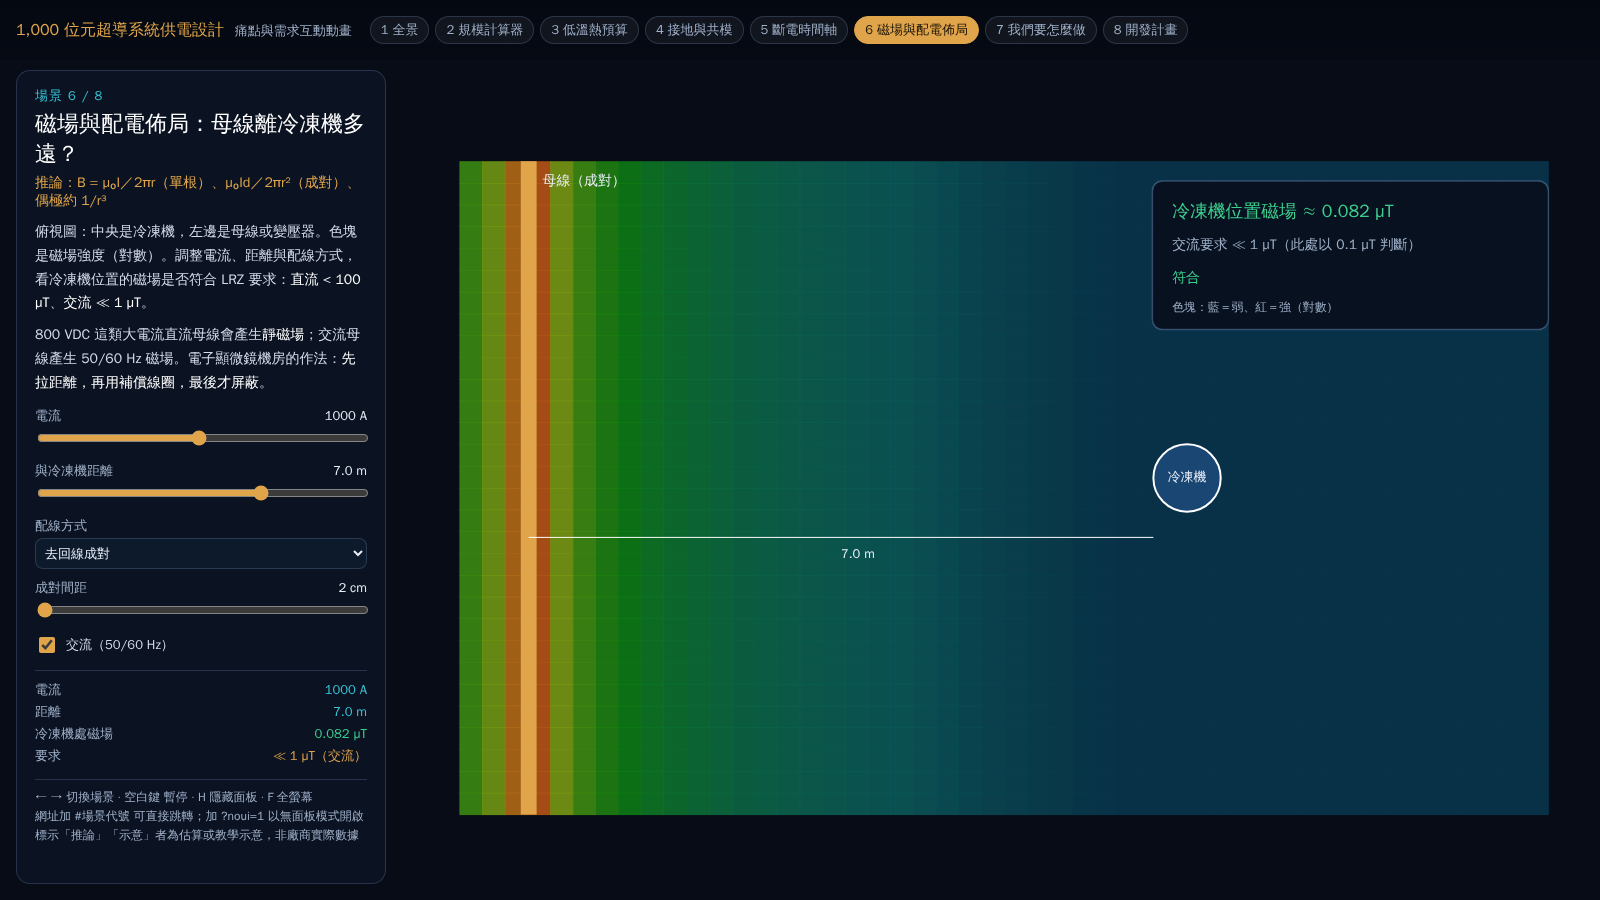 1,000 位元超導系統供電設計
痛點與需求互動動畫
1 全景
2 規模計算器
3 低溫熱預算
4 接地與共模
5 斷電時間軸
6 磁場與配電佈局
7 我們要怎麼做
8 開發計畫
場景 6 / 8
磁場與配電佈局：母線離冷凍機多
遠？
推論：B = μ₀I／2πr（單根）、μ₀Id／2πr²（成對）、
偶極約 1/r³
俯視圖：中央是冷凍機，左邊是母線或變壓器。色塊
是磁場強度（對數）。調整電流、距離與配線方式，
看冷凍機位置的磁場是否符合 LRZ 要求：直流 < 100
μT、交流 ≪ 1 μT。
800 VDC 這類大電流直流母線會產生靜磁場；交流母
線產生 50/60 Hz 磁場。電子顯微鏡機房的作法：先
拉距離，再用補償線圈，最後才屏蔽。
電流 1000 A
與冷凍機距離 7.0 m
配線方式
去回線成對
成對間距 2 cm
交流（50/60 Hz）
電流 1000 A
距離 7.0 m
冷凍機處磁場 0.082 μT
要求 ≪ 1 μT（交流）
← → 切換場景 · 空白鍵 暫停 · H 隱藏面板 · F 全螢幕
網址加 #場景代號 可直接跳轉；加 ?noui=1 以無面板模式開啟
標示「推論」「示意」者為估算或教學示意，非廠商實際數據
母線（成對）
冷凍機位置磁場 ≈ 0.082 μT
交流要求 ≪ 1 μT（此處以 0.1 μT 判斷）
符合
色塊：藍＝弱、紅＝強（對數）
冷凍機
7.0 m